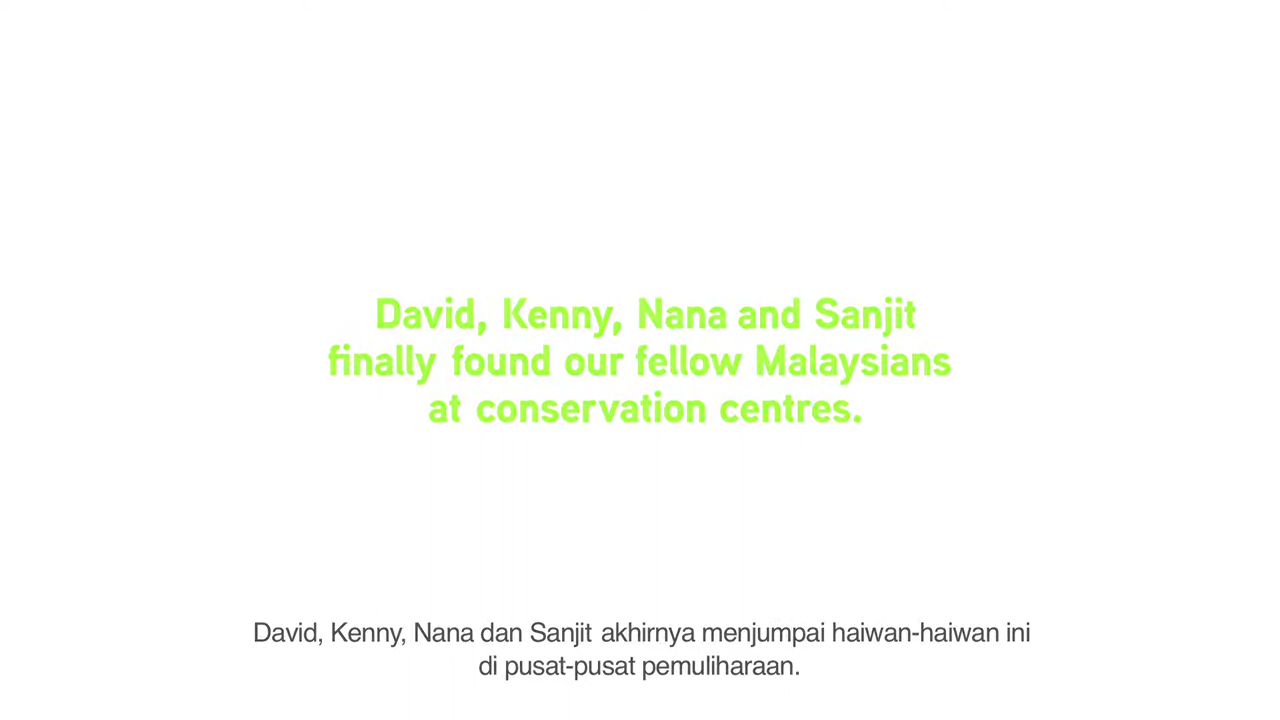 David, Kenny, Nana and Sanjit
finally found our fellow Malaysians
at conservation centres.
David, Kenny, Nana dan Sanjit akhirnya menjumpai haiwan-haiwan ini
di pusat-pusat pemuliharaan.